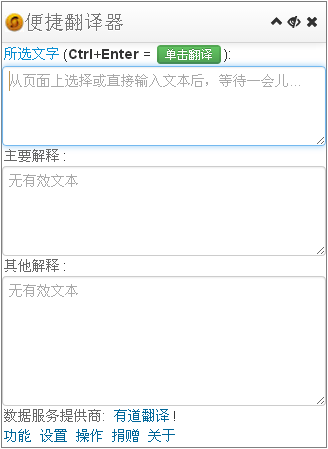 便捷翻译器
所选文字 (Ctrl+Enter = 单击翻译 ):
从页面上选择或直接输入文本后，等待一会儿...
主要解释 :
无有效文本
其他解释 :
无有效文本
数据服务提供商: 有道翻译 !
功能 设置 操作 捐赠 关于